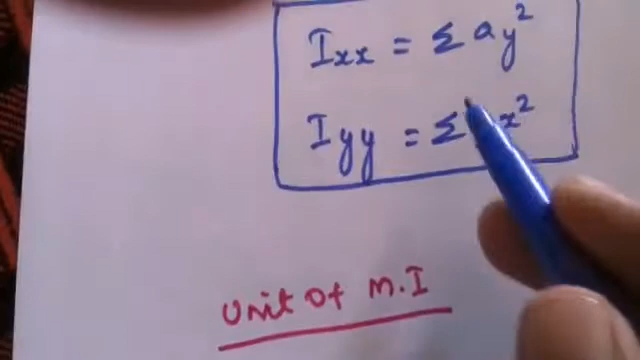 Ixx = Σ ay²
Iyy = Σ x²
Unit of M.I